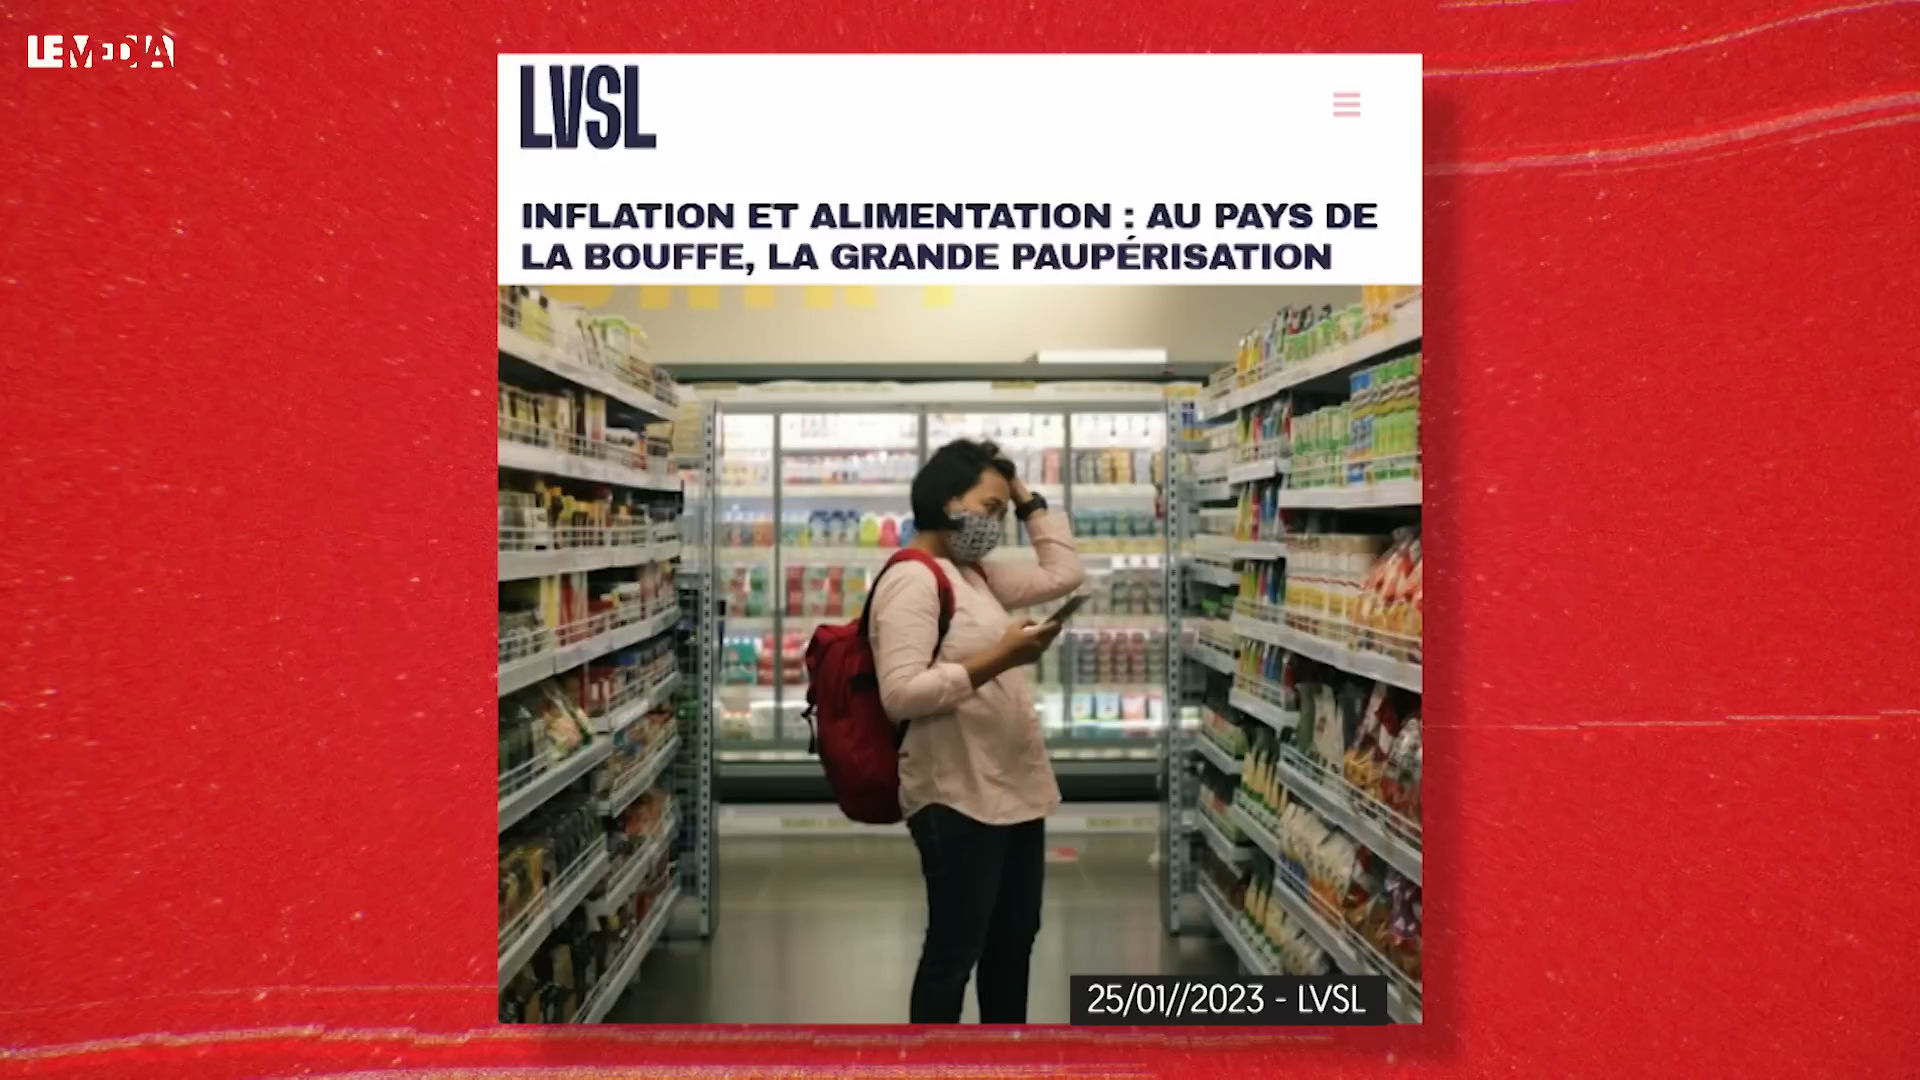 LE MEDIA
LVSL
INFLATION ET ALIMENTATION : AU PAYS DE
LA BOUFFE, LA GRANDE PAUPÉRISATION
25/01//2023 - LVSL